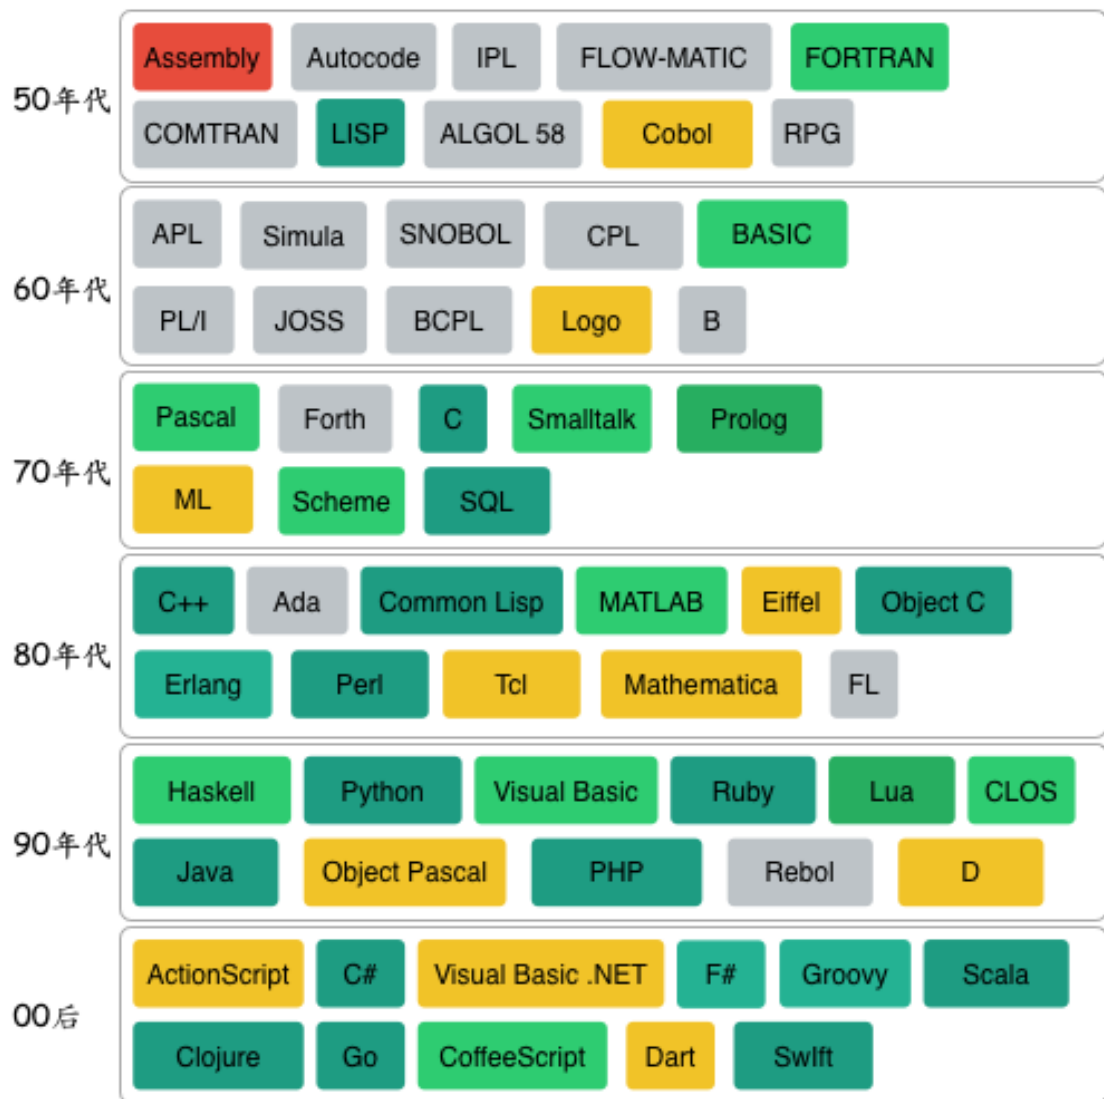 Assembly Autocode IPL FLOW-MATIC FORTRAN
50年代
COMTRAN LISP ALGOL 58 Cobol RPG
APL Simula SNOBOL CPL BASIC
60年代
PL/I JOSS BCPL Logo B
Pascal Forth C Smalltalk Prolog
70年代
ML Scheme SQL
C++ Ada Common Lisp MATLAB Eiffel Object C
80年代
Erlang Perl Tcl Mathematica FL
Haskell Python Visual Basic Ruby Lua CLOS
90年代
Java Object Pascal PHP Rebol D
ActionScript C# Visual Basic .NET F# Groovy Scala
00后
Clojure Go CoffeeScript Dart SwIft